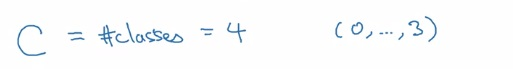 C = #classes = 4 (0, ..., 3)